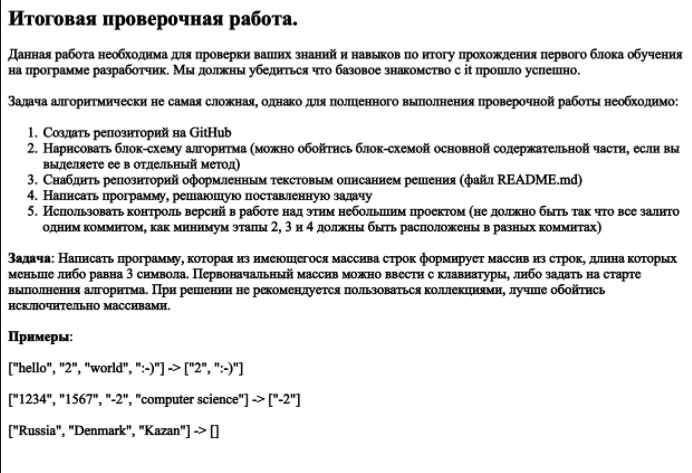 Итоговая проверочная работа.
Данная работа необходима для проверки ваших знаний и навыков по итогу прохождения первого блока обучения
на программе разработчик. Мы должны убедиться что базовое знакомство с it прошло успешно.
Задача алгоритмически не самая сложная, однако для полценного выполнения проверочной работы необходимо:
1. Создать репозиторий на GitHub
2. Нарисовать блок-схему алгоритма (можно обойтись блок-схемой основной содержательной части, если вы
выделяете ее в отдельный метод)
3. Снабдить репозиторий оформленным текстовым описанием решения (файл README.md)
4. Написать программу, решающую поставленную задачу
5. Использовать контроль версий в работе над этим небольшим проектом (не должно быть так что все залито
одним коммитом, как минимум этапы 2, 3 и 4 должны быть расположены в разных коммитах)
Задача: Написать программу, которая из имеющегося массива строк формирует массив из строк, длина которых
меньше либо равна 3 символа. Первоначальный массив можно ввести с клавиатуры, либо задать на старте
выполнения алгоритма. При решении не рекомендуется пользоваться коллекциями, лучше обойтись
исключительно массивами.
Примеры:
["hello", "2", "world", ":-)"] -> ["2", ":-)"]
["1234", "1567", "-2", "computer science"] -> ["-2"]
["Russia", "Denmark", "Kazan"] -> []